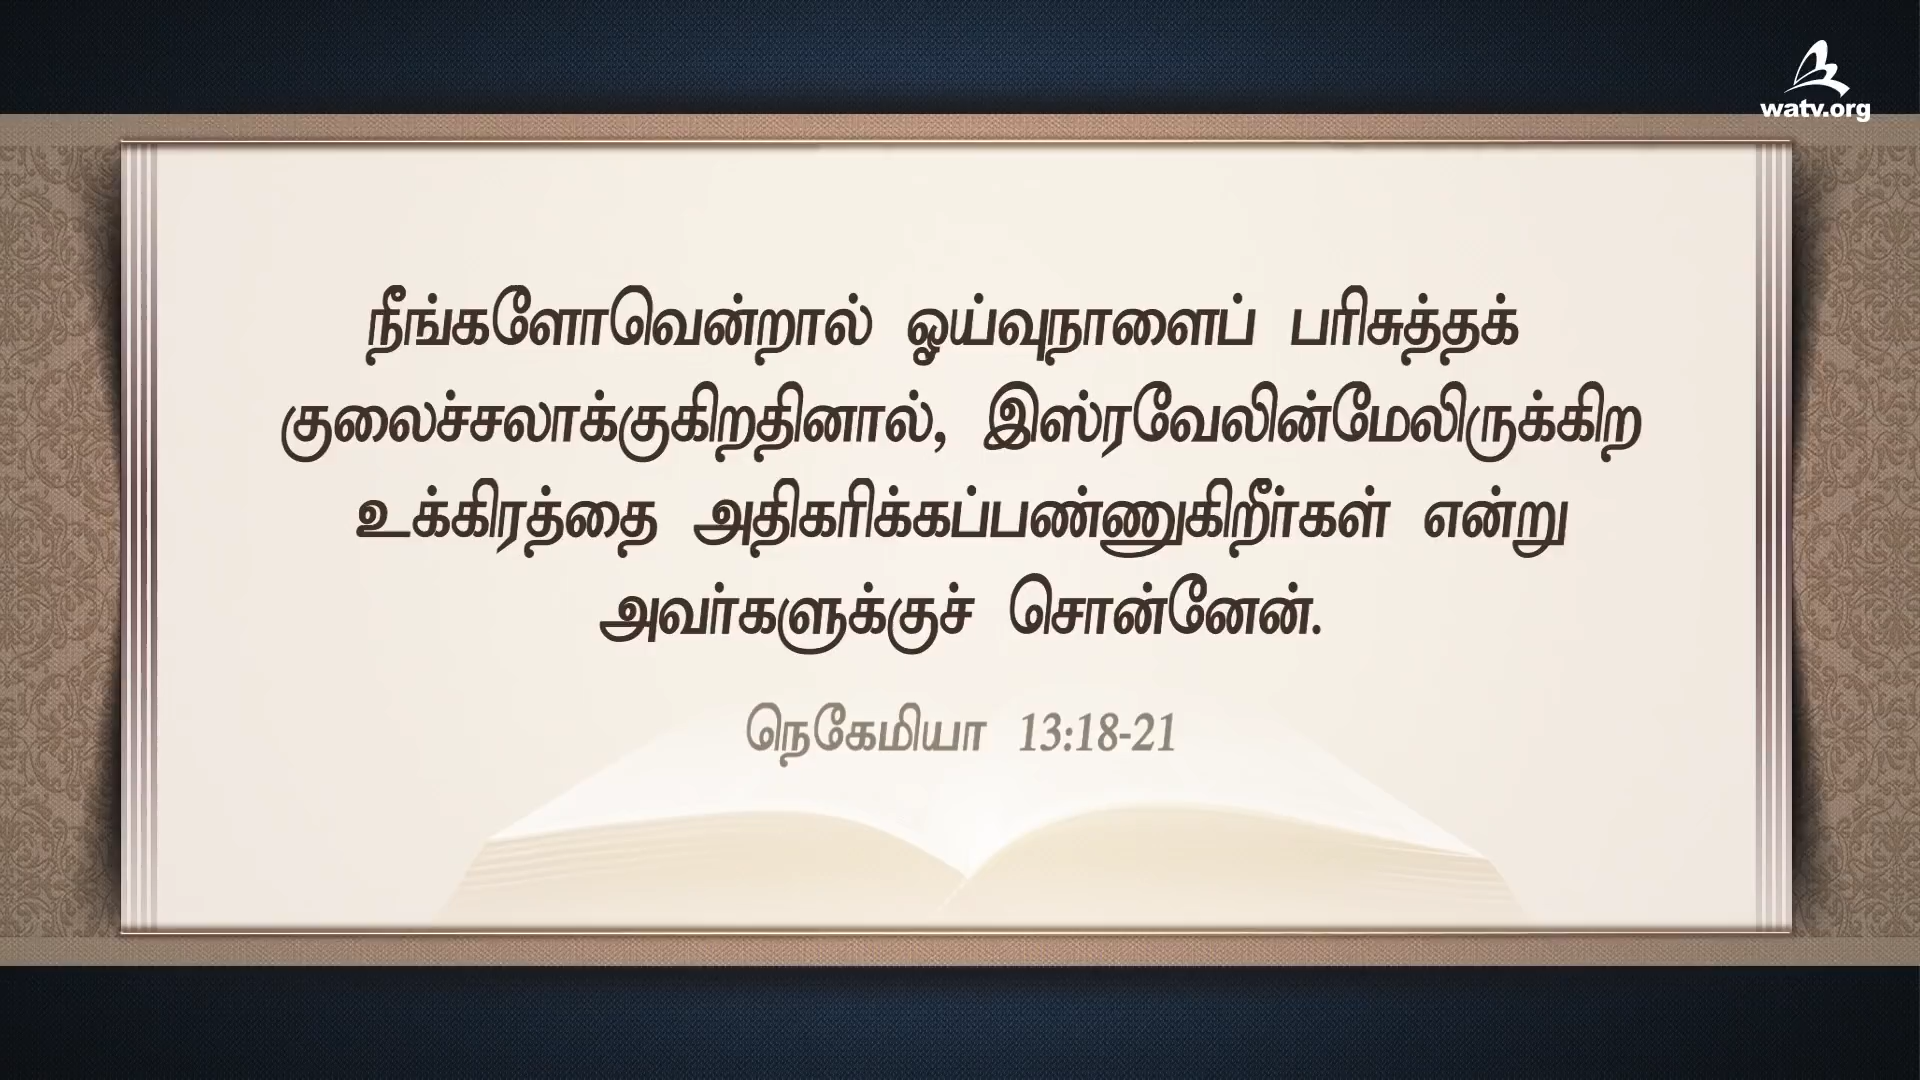 watv.org
நீங்களோவென்றால் ஓய்வுநாளைப் பரிசுத்தக்
குலைச்சலாக்குகிறதினால், இஸ்ரவேலின்மேலிருக்கிற
உக்கிரத்தை அதிகரிக்கப்பண்ணுகிறீர்கள் என்று
அவர்களுக்குச் சொன்னேன்.
நெகேமியா 13:18-21